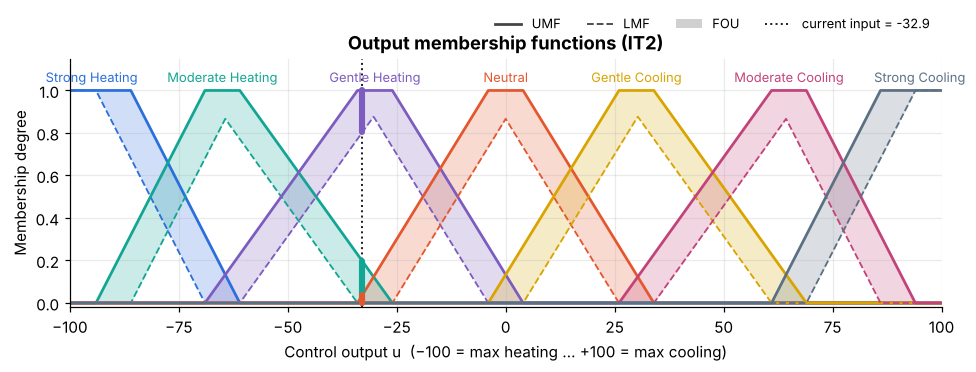 UMF LMF FOU current input = -32.9
Output membership functions (IT2)
Strong Heating Moderate Heating Gentle Heating Neutral Gentle Cooling Moderate Cooling Strong Cooling
1.0
0.8
0.6
0.4
0.2
0.0
Membership degree
−100 −75 −50 −25 0 25 50 75 100
Control output u (−100 = max heating … +100 = max cooling)